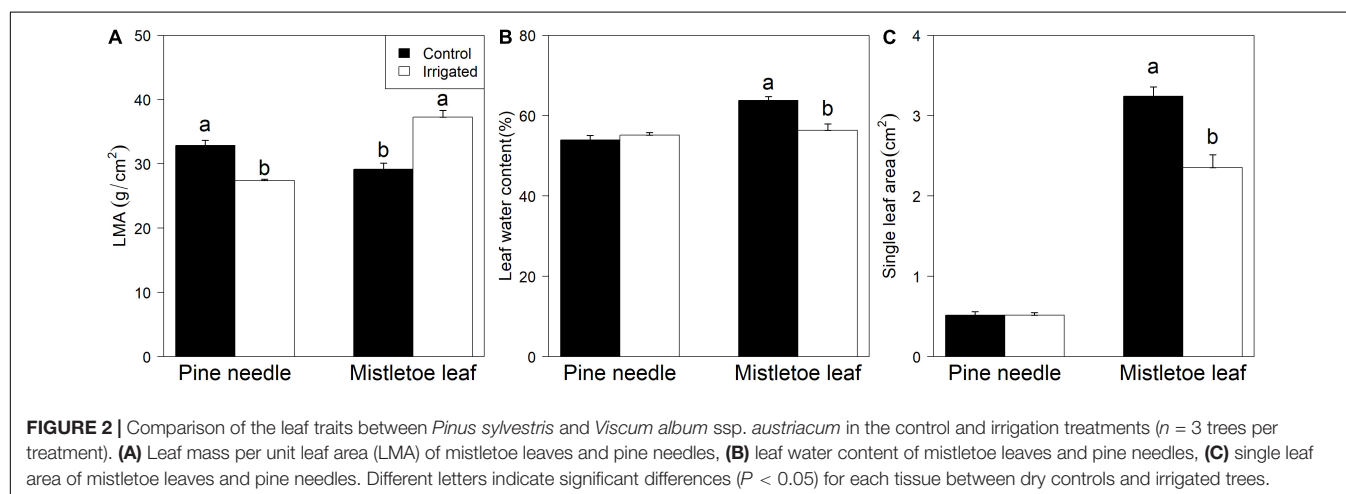 A
50
40
30
20
10
0
LMA (g/cm²)
Control
Irrigated
a
b
b
a
Pine needle
Mistletoe leaf
B
80
60
40
20
0
Leaf water content(%)
a
b
Pine needle
Mistletoe leaf
C
4
3
2
1
0
Single leaf area(cm²)
a
b
Pine needle
Mistletoe leaf
FIGURE 2 | Comparison of the leaf traits between Pinus sylvestris and Viscum album ssp. austriacum in the control and irrigation treatments (n = 3 trees per
treatment). (A) Leaf mass per unit leaf area (LMA) of mistletoe leaves and pine needles, (B) leaf water content of mistletoe leaves and pine needles, (C) single leaf
area of mistletoe leaves and pine needles. Different letters indicate significant differences (P < 0.05) for each tissue between dry controls and irrigated trees.